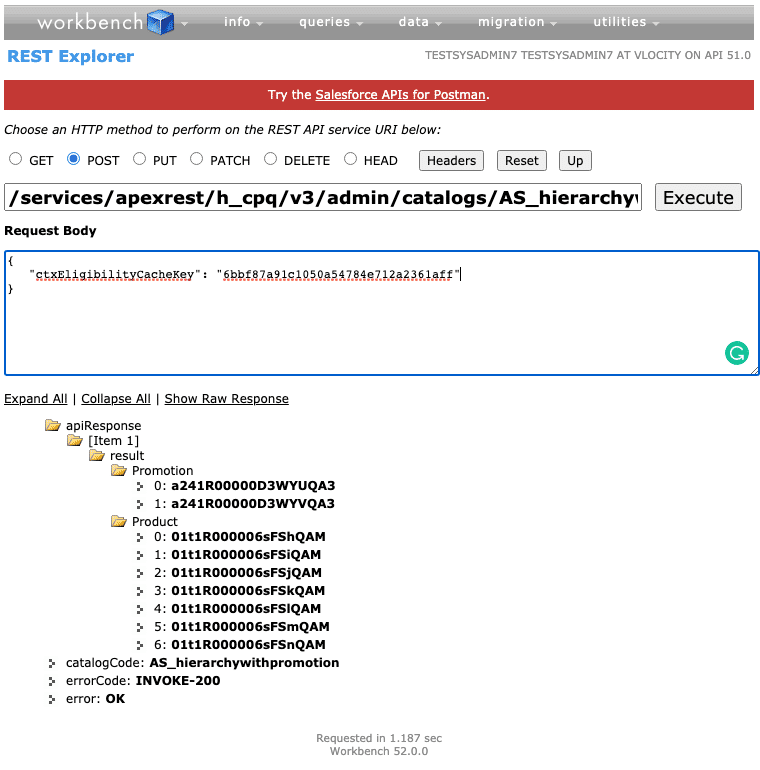 workbench info queries data migration utilities
REST Explorer TESTSYSADMIN7 TESTSYSADMIN7 AT VLOCITY ON API 51.0
Try the Salesforce APIs for Postman.
Choose an HTTP method to perform on the REST API service URI below:
GET POST PUT PATCH DELETE HEAD Headers Reset Up
/services/apexrest/h_cpq/v3/admin/catalogs/AS_hierarchyw Execute
Request Body
{
"ctxEligibilityCacheKey": "6bbf87a91c1050a54784e712a2361aff"
}
Expand All | Collapse All | Show Raw Response
apiResponse
[Item 1]
result
Promotion
0: a241R00000D3WYUQA3
1: a241R00000D3WYVQA3
Product
0: 01t1R000006sFShQAM
1: 01t1R000006sFSiQAM
2: 01t1R000006sFSjQAM
3: 01t1R000006sFSkQAM
4: 01t1R000006sFSlQAM
5: 01t1R000006sFSmQAM
6: 01t1R000006sFSnQAM
catalogCode: AS_hierarchywithpromotion
errorCode: INVOKE-200
error: OK
Requested in 1.187 sec
Workbench 52.0.0